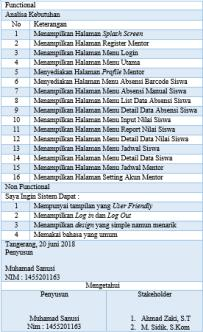 Functional
Analisa Kebutuhan
No Keterangan
1 Menampilkan Halaman Splash Screen
2 Menampilkan Halaman Register Mentor
3 Menampilkan Halaman Menu Login
4 Menampilkan Halaman Menu Utama
5 Menyediakan Halaman Profile Mentor
6 Menyediakan Halaman Menu Absensi Barcode Siswa
7 Menampilkan Halaman Menu Absensi Manual Siswa
8 Menampilkan Halaman Menu List Data Absensi Siswa
9 Menampilkan Halaman Menu Detail Data Absensi Siswa
10 Menampilkan Halaman Menu Input Nilai Siswa
11 Menampilkan Halaman Menu Report Nilai Siswa
12 Menampilkan Halaman Menu Detail Data Nilai Siswa
13 Menampilkan Halaman Menu Jadwal Siswa
14 Menampilkan Halaman Menu Detail Data Siswa
15 Menampilkan Halaman Menu Jadwal Mentor
16 Menampilkan Halaman Setting Akun Mentor
Non Functional
Saya Ingin Sistem Dapat :
1 Mempunyai tampilan yang User Friendly
2 Menampilkan Log in dan Log Out
3 Menampilkan design yang simple namun menarik
4 Memakai bahasa yang umum
Tangerang, 20 juni 2018
Penyusun
Muhamad Sanusi
NIM : 1455201163
Mengetahui
Penyusun Stakeholder
Muhamad Sanusi 1. Ahmad Zaki, S.T
Nim : 1455201163 2. M. Sidik, S.Kom